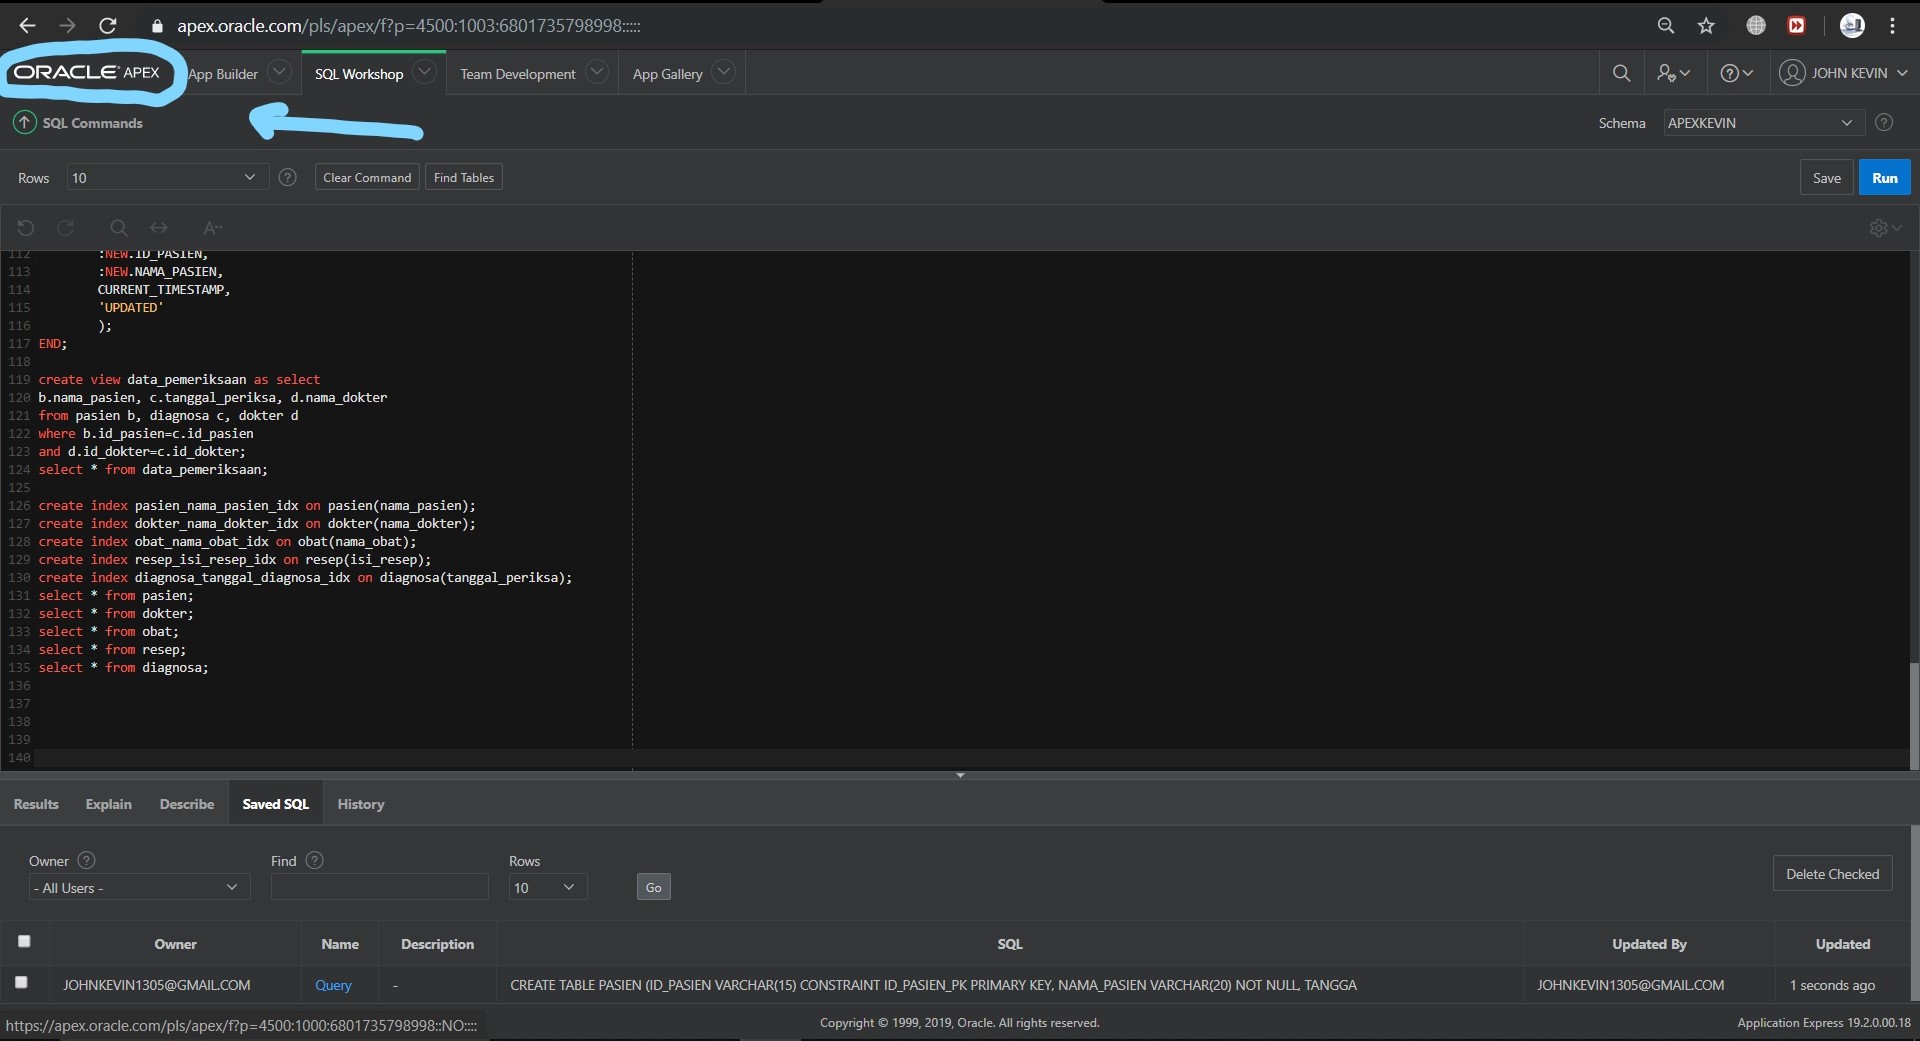 apex.oracle.com/pls/apex/f?p=4500:1003:6801735798998:::::
ORACLE APEX App Builder SQL Workshop Team Development App Gallery JOHN KEVIN
SQL Commands Schema APEXKEVIN
Rows 10 Clear Command Find Tables Save Run
112 :NEW.ID_PASIEN,
113 :NEW.NAMA_PASIEN,
114 CURRENT_TIMESTAMP,
115 'UPDATED'
116 );
117 END;
118
119 create view data_pemeriksaan as select
120 b.nama_pasien, c.tanggal_periksa, d.nama_dokter
121 from pasien b, diagnosa c, dokter d
122 where b.id_pasien=c.id_pasien
123 and d.id_dokter=c.id_dokter;
124 select * from data_pemeriksaan;
125
126 create index pasien_nama_pasien_idx on pasien(nama_pasien);
127 create index dokter_nama_dokter_idx on dokter(nama_dokter);
128 create index obat_nama_obat_idx on obat(nama_obat);
129 create index resep_isi_resep_idx on resep(isi_resep);
130 create index diagnosa_tanggal_diagnosa_idx on diagnosa(tanggal_periksa);
131 select * from pasien;
132 select * from dokter;
133 select * from obat;
134 select * from resep;
135 select * from diagnosa;
136
137
138
139
140
Results Explain Describe Saved SQL History
Owner Find Rows
- All Users - 10 Go Delete Checked
Owner Name Description SQL Updated By Updated
JOHNKEVIN1305@GMAIL.COM Query - CREATE TABLE PASIEN (ID_PASIEN VARCHAR(15) CONSTRAINT ID_PASIEN_PK PRIMARY KEY, NAMA_PASIEN VARCHAR(20) NOT NULL, TANGGA JOHNKEVIN1305@GMAIL.COM 1 seconds ago
https://apex.oracle.com/pls/apex/f?p=4500:1000:6801735798998::NO:::: Copyright © 1999, 2019, Oracle. All rights reserved. Application Express 19.2.0.00.18